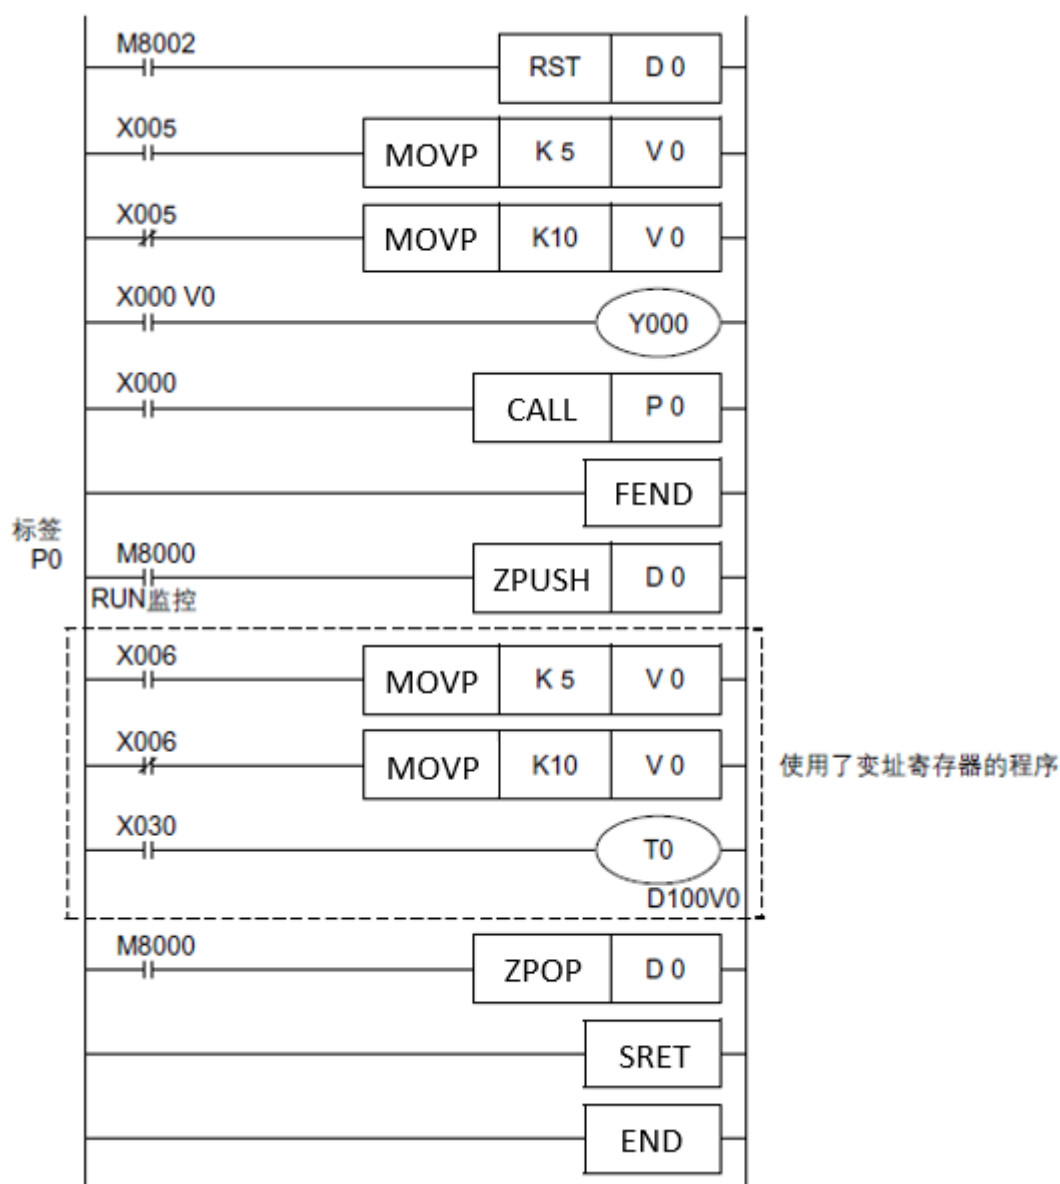 M8002
RST D 0
X005
MOVP K 5 V 0
X005
MOVP K10 V 0
X000 V0
Y000
X000
CALL P 0
FEND
标签
P0
M8000
ZPUSH D 0
RUN监控
X006
MOVP K 5 V 0
X006
MOVP K10 V 0
使用了变址寄存器的程序
X030
T0
D100V0
M8000
ZPOP D 0
SRET
END